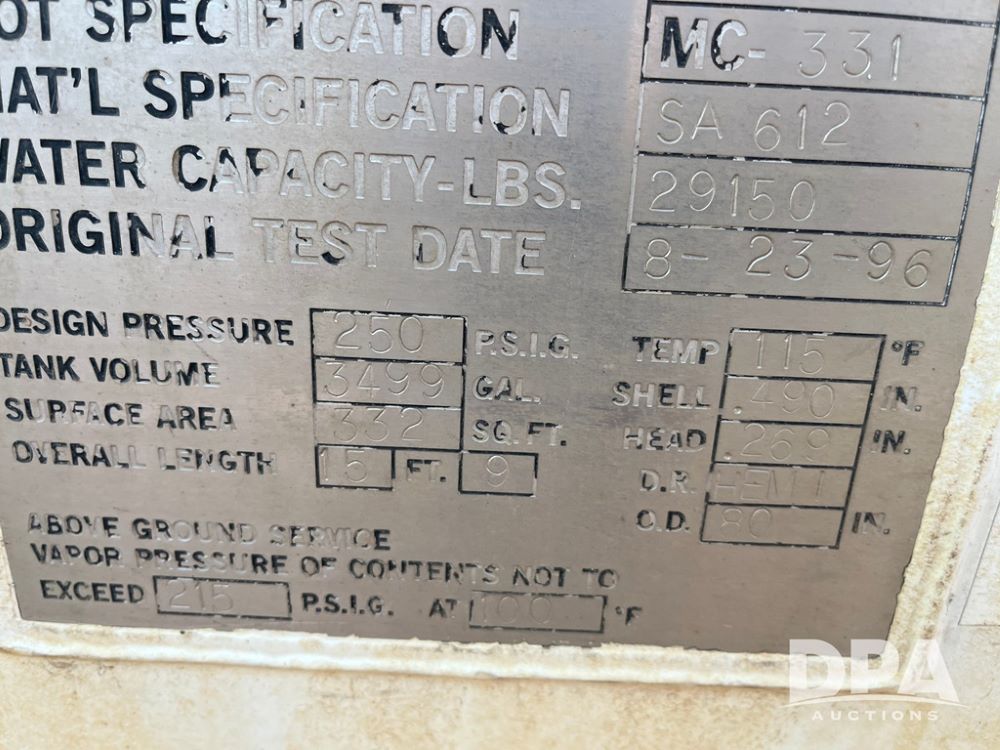 OT SPECIFICATION MC-331
MAT'L SPECIFICATION SA 612
WATER CAPACITY-LBS. 29150
ORIGINAL TEST DATE 8-23-96
DESIGN PRESSURE 250 P.S.I.G. TEMP 115 °F
TANK VOLUME 3499 GAL. SHELL .490 IN.
SURFACE AREA 332 SQ. FT. HEAD .269 IN.
OVERALL LENGTH 15 FT. 9 D.R. HEMI
O.D. 80 IN.
ABOVE GROUND SERVICE
VAPOR PRESSURE OF CONTENTS NOT TO
EXCEED 215 P.S.I.G. AT 100 °F
DPA
AUCTIONS